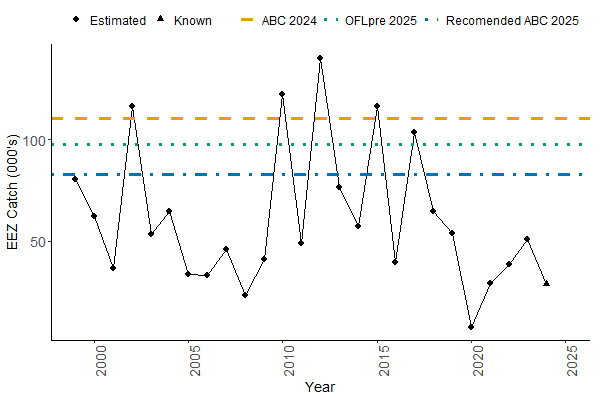 Estimated Known ABC 2024 OFLpre 2025 Recomended ABC 2025
EEZ Catch (000's)
100
50
2000 2005 2010 2015 2020 2025
Year